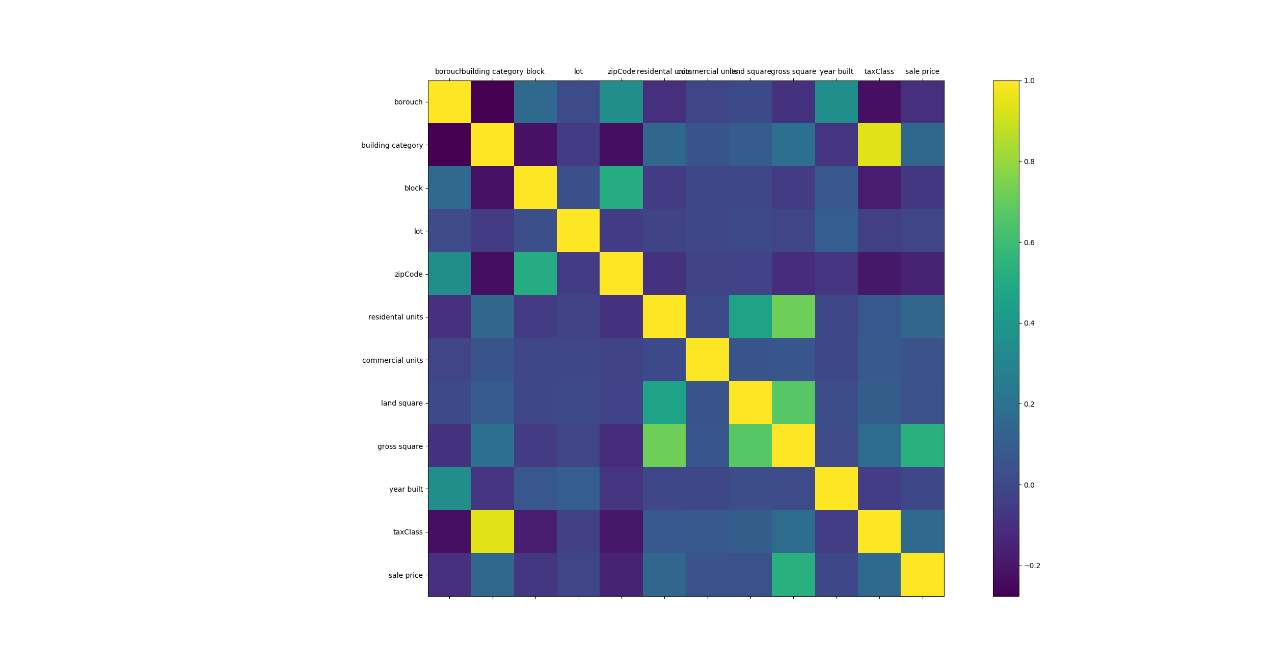 borouch building category block lot zipCode residental units commercial units land square gross square year built taxClass sale price
borouch
building category
block
lot
zipCode
residental units
commercial units
land square
gross square
year built
taxClass
sale price
1.0
0.8
0.6
0.4
0.2
0.0
−0.2